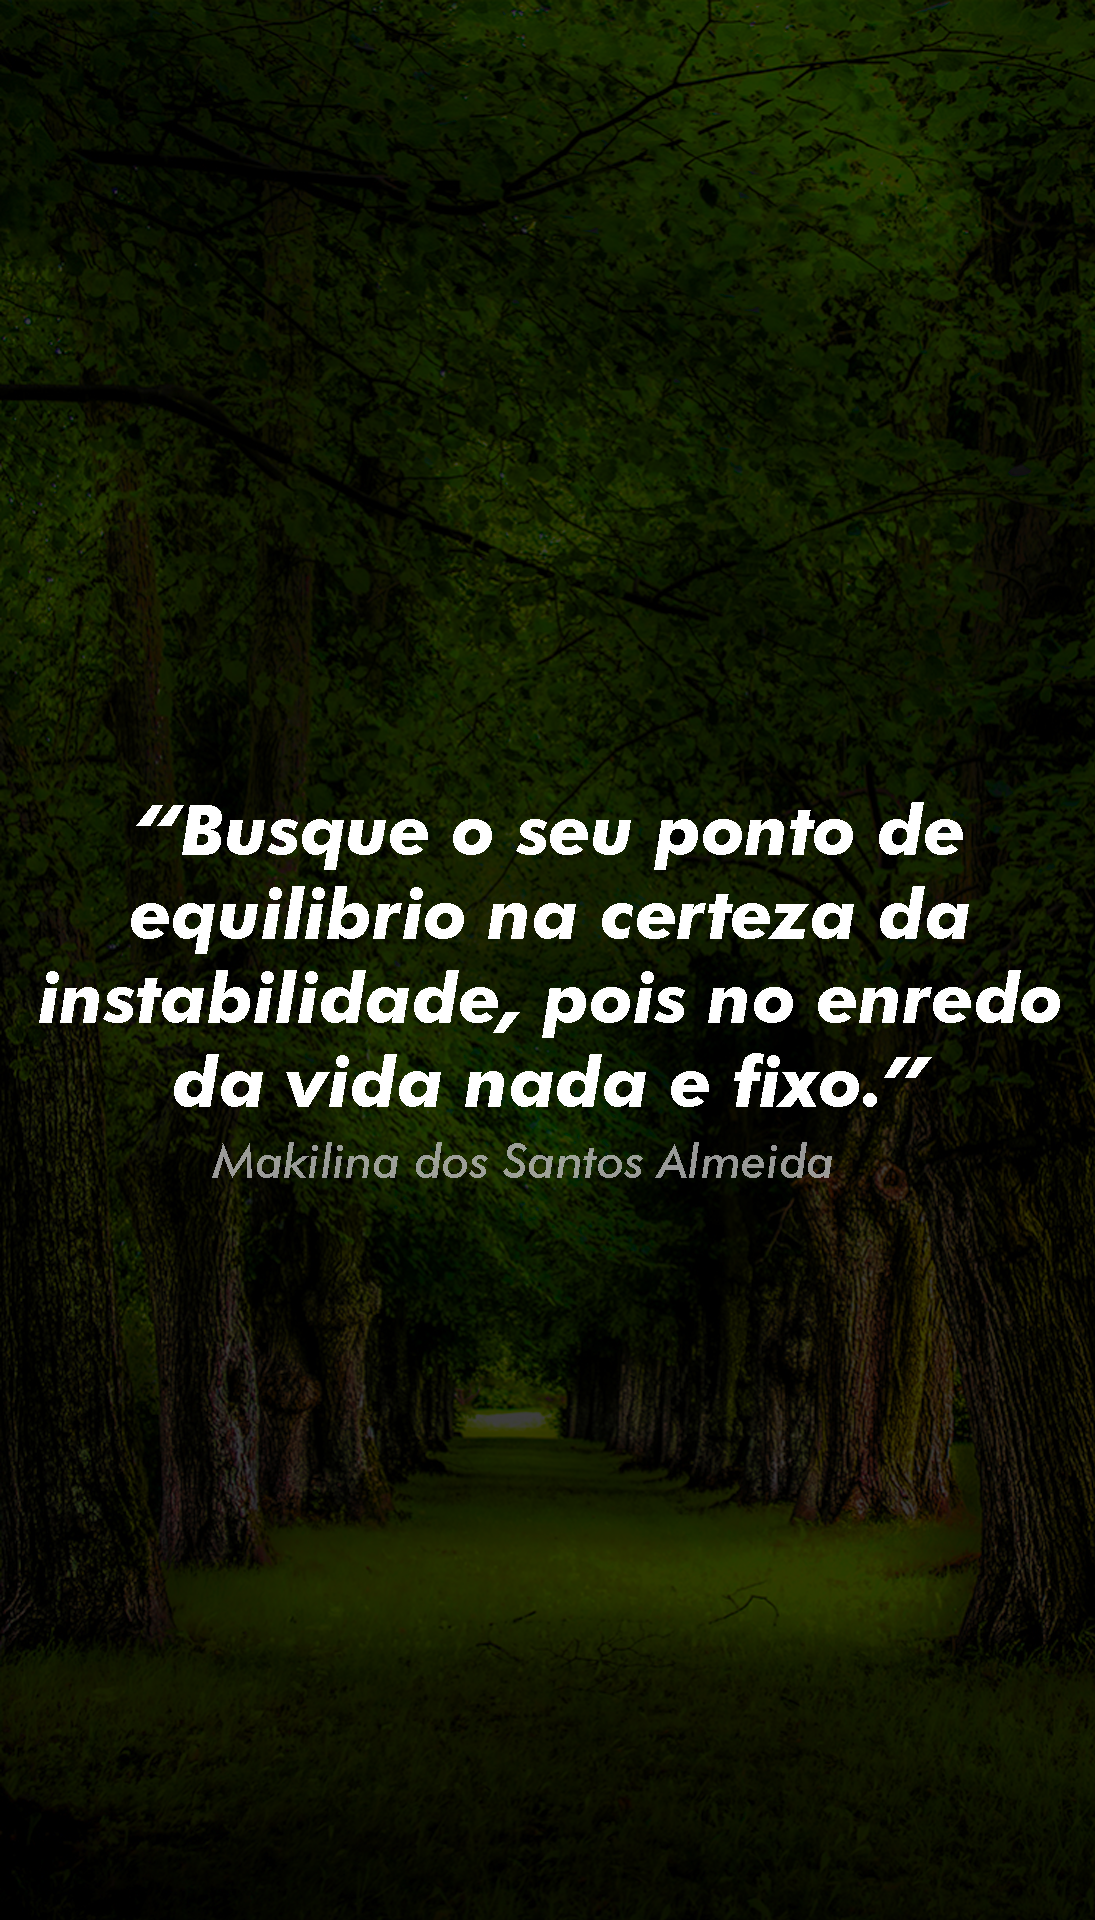 “Busque o seu ponto de
equilibrio na certeza da
instabilidade, pois no enredo
da vida nada e fixo.”
Makilina dos Santos Almeida